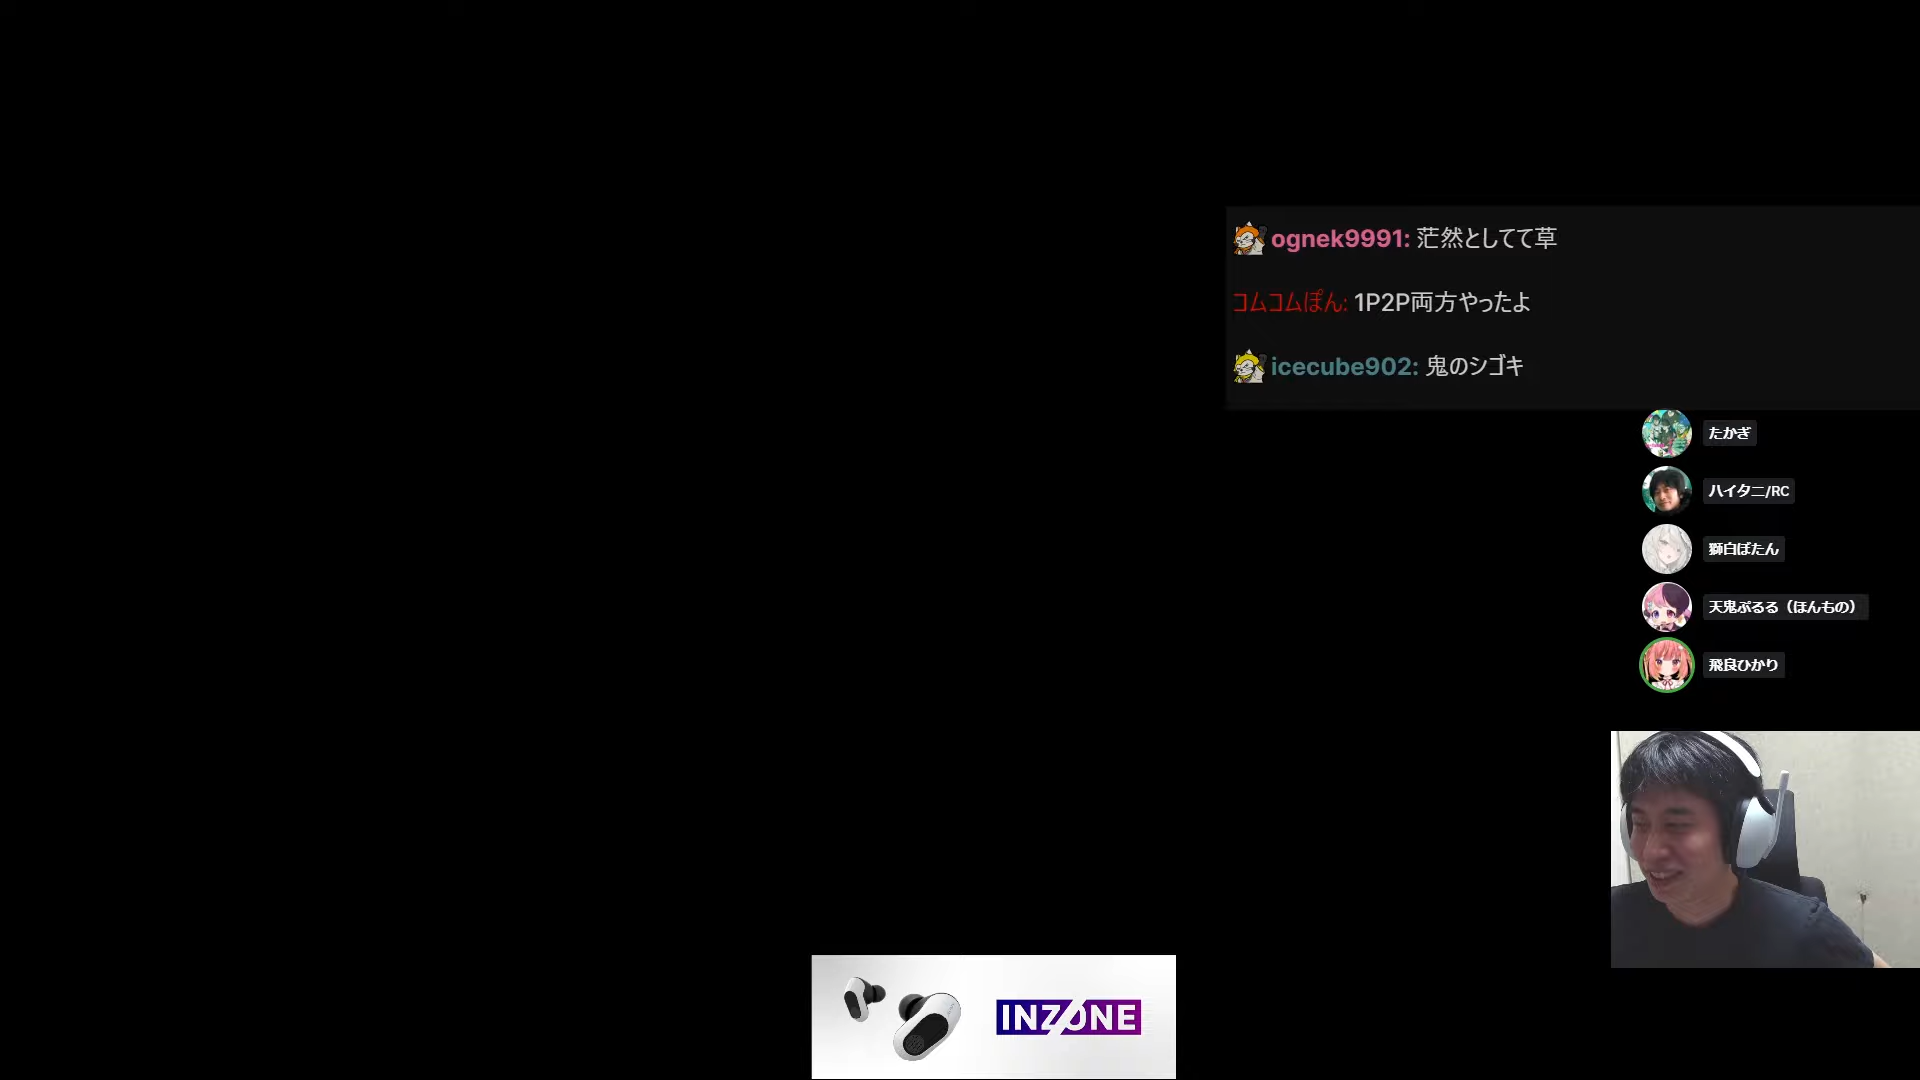 ognek9991: 茫然としてて草
コムコムぽん: 1P2P両方やったよ
icecube902: 鬼のシゴキ
たかぎ
ハイタニ/RC
獅白ぼたん
天鬼ぷるる（ほんもの）
飛良ひかり
INZONE